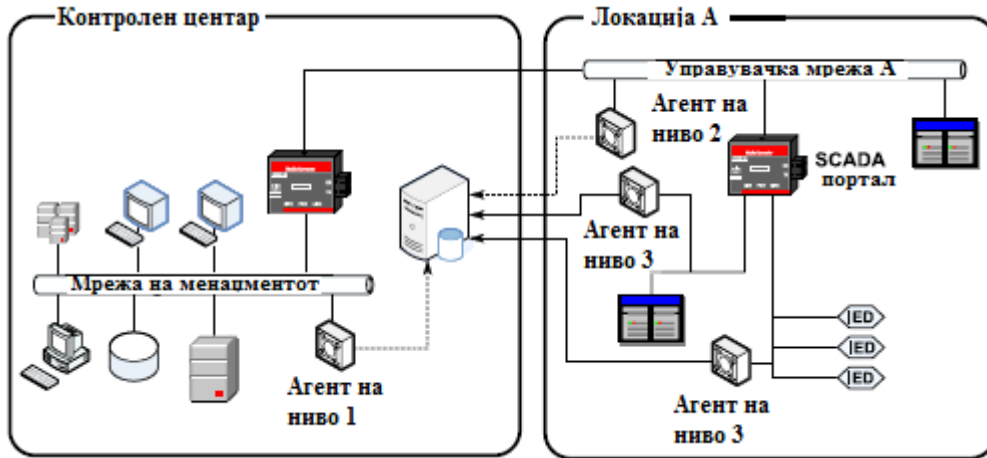 Контролен центар
Локација А
Управувачка мрежа А
Агент на
ниво 2
SCADA
портал
Агент на
ниво 3
Мрежа на менаџментот
Агент на
ниво 1
IED
IED
IED
Агент на
ниво 3